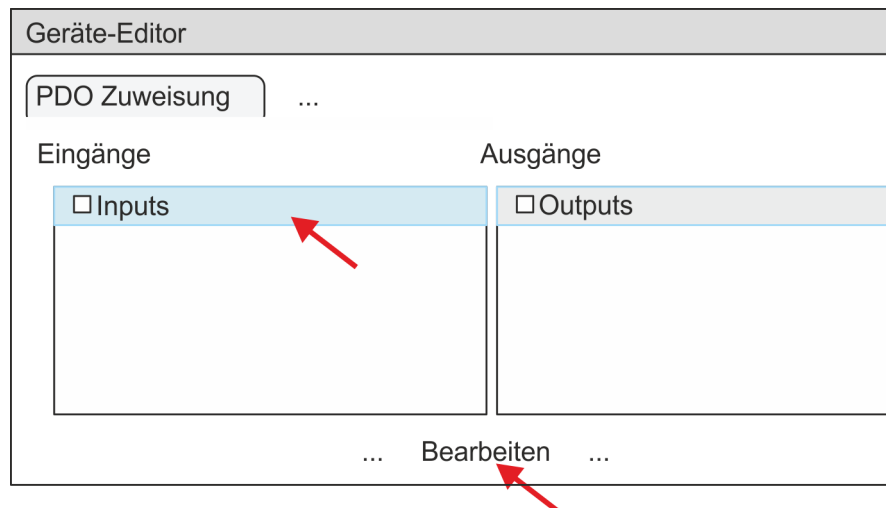 Geräte-Editor
PDO Zuweisung ...
Eingänge Ausgänge
Inputs Outputs
... Bearbeiten ...